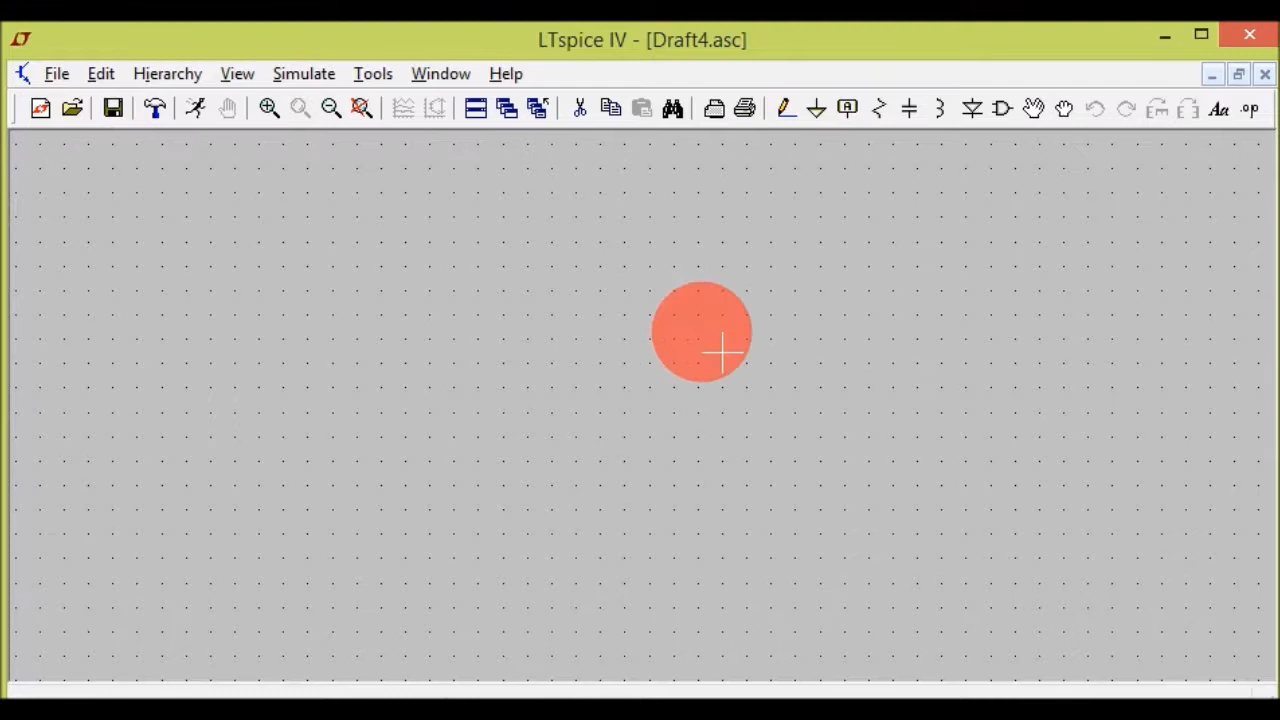 LTspice IV - [Draft4.asc]
File Edit Hierarchy View Simulate Tools Window Help
A Aa .op